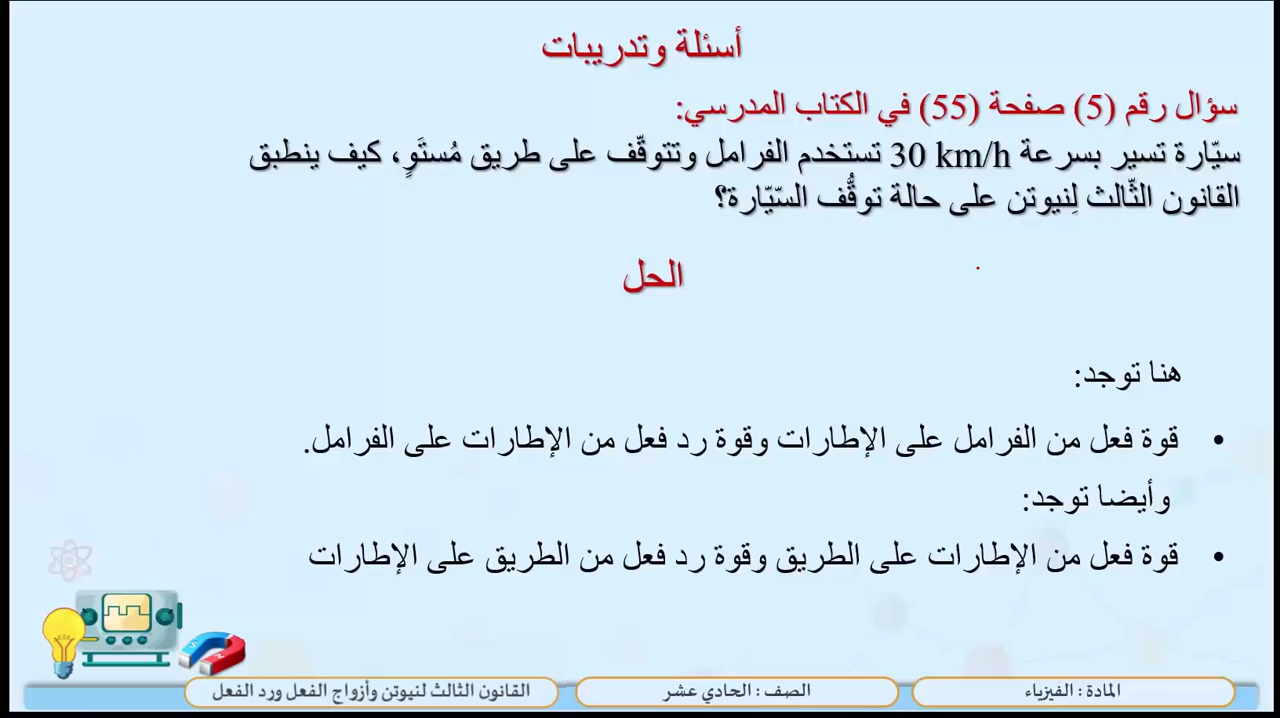 أسئلة وتدريبات
سؤال رقم (5) صفحة (55) في الكتاب المدرسي:
سيّارة تسير بسرعة 30 km/h تستخدم الفرامل وتتوقّف على طريق مُستَوٍ، كيف ينطبق
القانون الثّالث لِنيوتن على حالة توقُّف السّيّارة؟
الحل
هنا توجد:
• قوة فعل من الفرامل على الإطارات وقوة رد فعل من الإطارات على الفرامل.
وأيضا توجد:
• قوة فعل من الإطارات على الطريق وقوة رد فعل من الطريق على الإطارات
المادة : الفيزياء
الصف : الحادي عشر
القانون الثالث لنيوتن وأزواج الفعل ورد الفعل